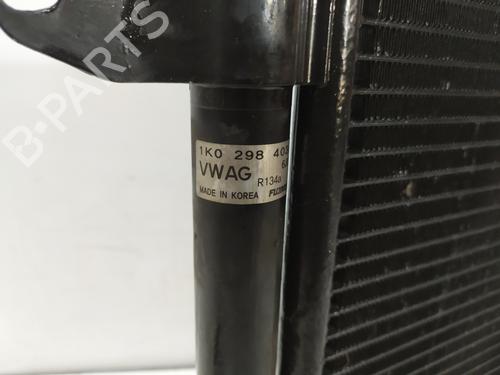 B-PARTS
1K0 298 403
VWAG
R134a
MADE IN KOREA